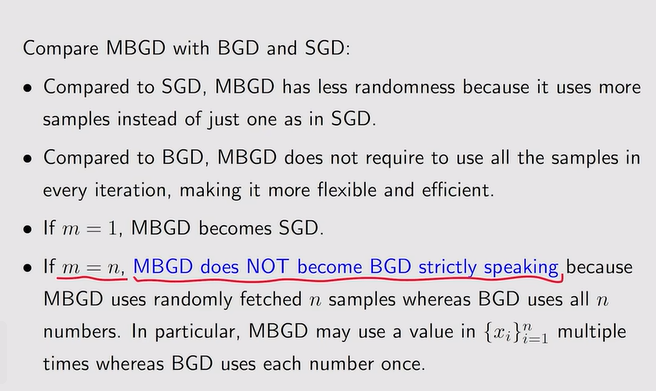 Compare MBGD with BGD and SGD:
• Compared to SGD, MBGD has less randomness because it uses more
samples instead of just one as in SGD.
• Compared to BGD, MBGD does not require to use all the samples in
every iteration, making it more flexible and efficient.
• If m = 1, MBGD becomes SGD.
• If m = n, MBGD does NOT become BGD strictly speaking because
MBGD uses randomly fetched n samples whereas BGD uses all n
numbers. In particular, MBGD may use a value in {xᵢ}ⁿᵢ₌₁ multiple
times whereas BGD uses each number once.